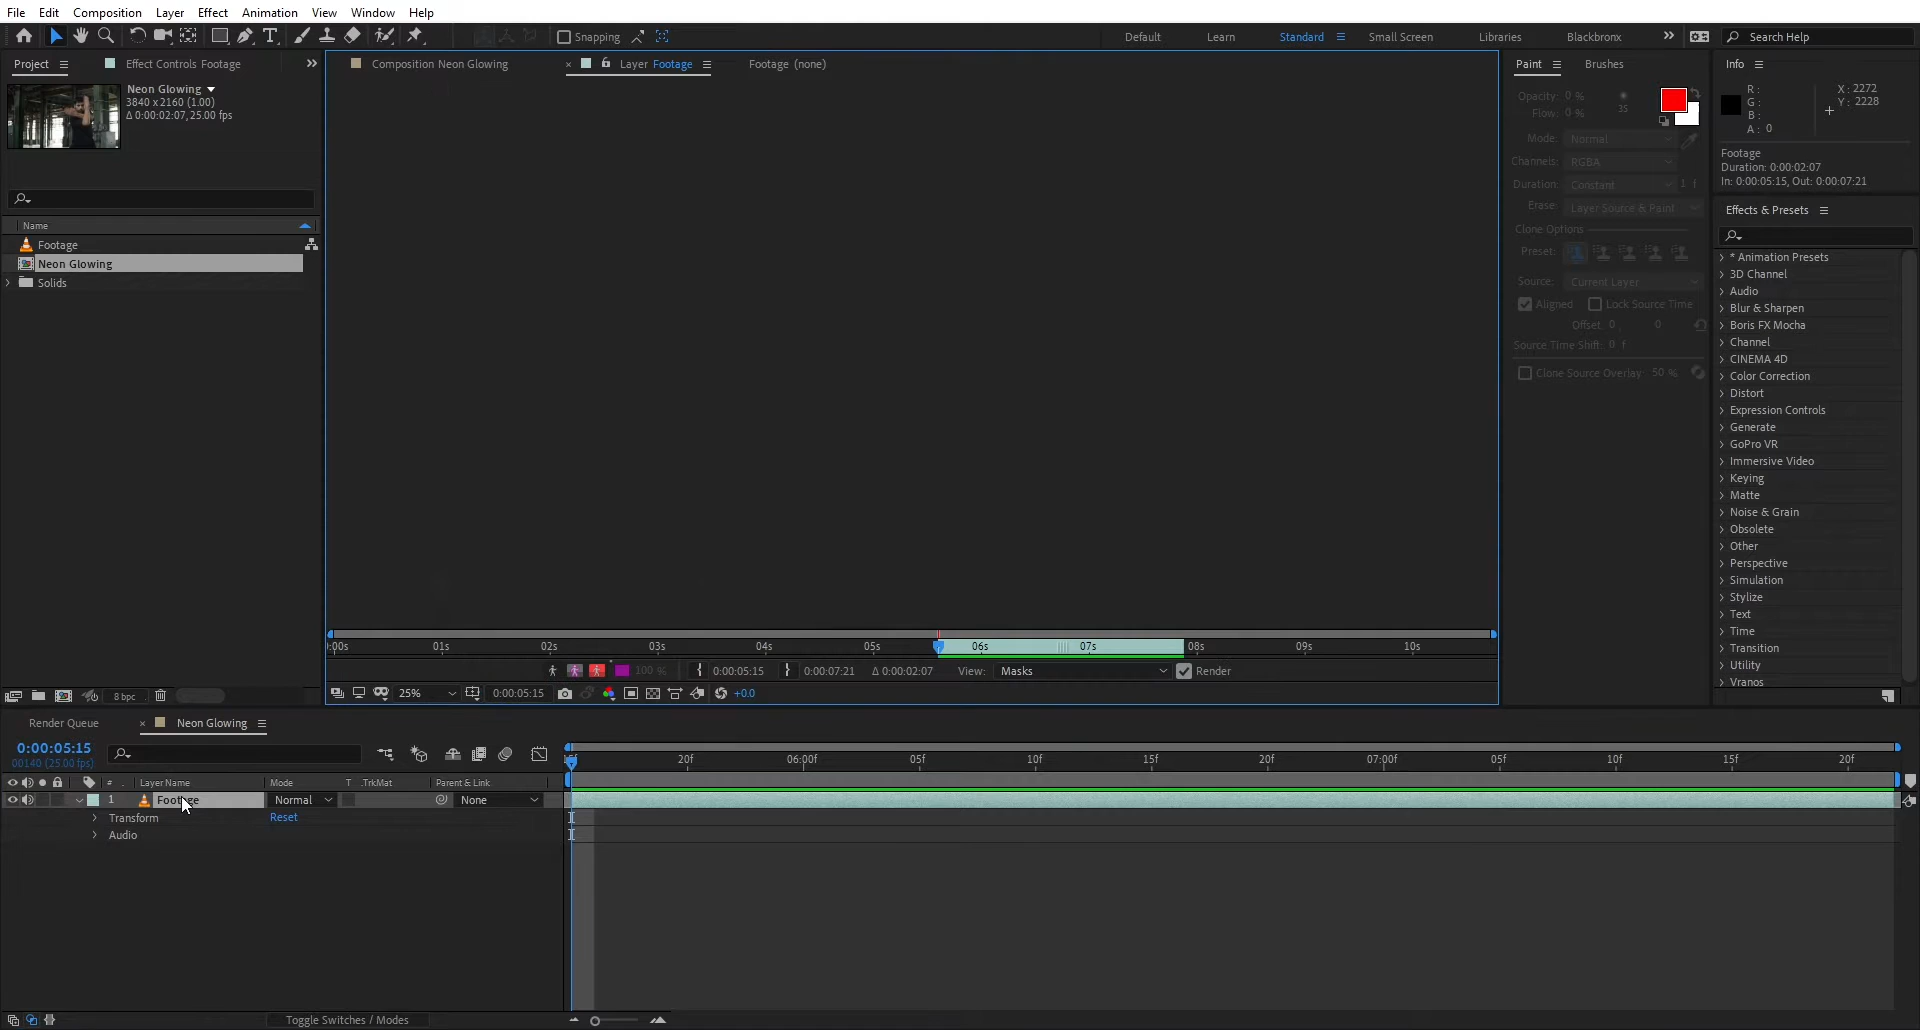 File Edit Composition Layer Effect Animation View Window Help
Snapping Default Learn Standard Small Screen Libraries Blackbronx Search Help
Project Effect Controls Footage
Neon Glowing
3840 x 2160 (1.00)
Δ 0:00:02:07, 25.00 fps
Name
Footage
Neon Glowing
Solids
8 bpc
Composition Neon Glowing Layer Footage Footage (none)
:00s 01s 02s 03s 04s 05s 06s 07s 08s 09s 10s
100 % 0:00:05:15 0:00:07:21 Δ 0:00:02:07 View: Masks Render
25% 0:00:05:15 +0.0
Paint Brushes
Opacity: 0 %
Flow: 0 %
35
Mode: Normal
Channels: RGBA
Duration: Constant 1 f
Erase: Layer Source & Paint
Clone Options
Preset:
Source: Current Layer
Aligned Lock Source Time
Offset: 0 , 0
Source Time Shift: 0 f
Clone Source Overlay: 50 %
Info
R :
G :
B :
A : 0
X : 2272
Y : 2228
Footage
Duration: 0:00:02:07
In: 0:00:05:15, Out: 0:00:07:21
Effects & Presets
* Animation Presets
3D Channel
Audio
Blur & Sharpen
Boris FX Mocha
Channel
CINEMA 4D
Color Correction
Distort
Expression Controls
Generate
GoPro VR
Immersive Video
Keying
Matte
Noise & Grain
Obsolete
Other
Perspective
Simulation
Stylize
Text
Time
Transition
Utility
Vranos
Render Queue Neon Glowing
0:00:05:15
00140 (25.00 fps)
20f 06:00f 05f 10f 15f 20f 07:00f 05f 10f 15f 20f
# Layer Name Mode T .TrkMat Parent & Link
1 Footage Normal None
Transform Reset
Audio
Toggle Switches / Modes